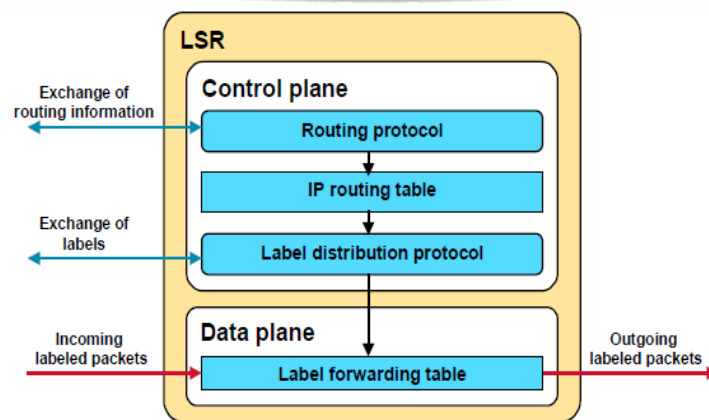 LSR
Control plane
Exchange of
routing information
Routing protocol
IP routing table
Exchange of
labels
Label distribution protocol
Data plane
Incoming
labeled packets
Label forwarding table
Outgoing
labeled packets